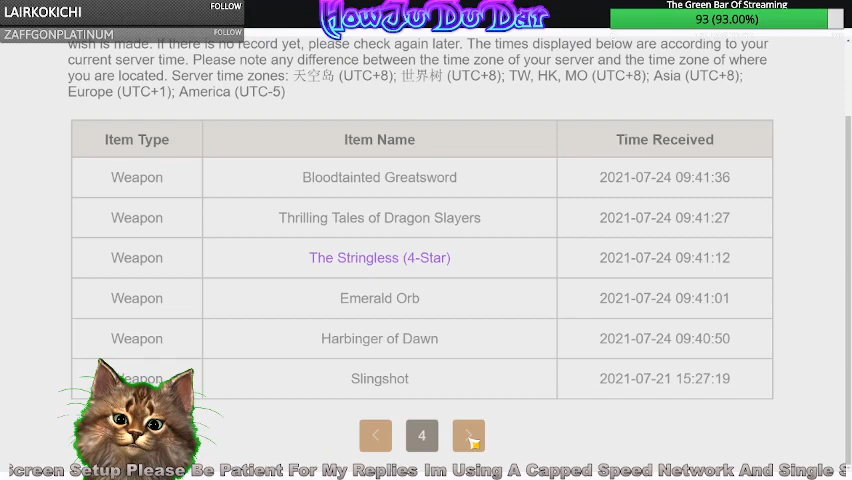 LAIRKOKICHI FOLLOW
ZAFFGONPLATINUM FOLLOW
HowJu Du Dat
The Green Bar Of Streaming
93 (93.00%)
wish is made. If there is no record yet, please check again later. The times displayed below are according to your
current server time. Please note any difference between the time zone of your server and the time zone of where
you are located. Server time zones: 天空岛 (UTC+8); 世界树 (UTC+8); TW, HK, MO (UTC+8); Asia (UTC+8);
Europe (UTC+1); America (UTC-5)
Item Type Item Name Time Received
Weapon Bloodtainted Greatsword 2021-07-24 09:41:36
Weapon Thrilling Tales of Dragon Slayers 2021-07-24 09:41:27
Weapon The Stringless (4-Star) 2021-07-24 09:41:12
Weapon Emerald Orb 2021-07-24 09:41:01
Weapon Harbinger of Dawn 2021-07-24 09:40:50
eapon Slingshot 2021-07-21 15:27:19
4
Screen Setup Please Be Patient For My Replies Im Using A Capped Speed Network And Single S